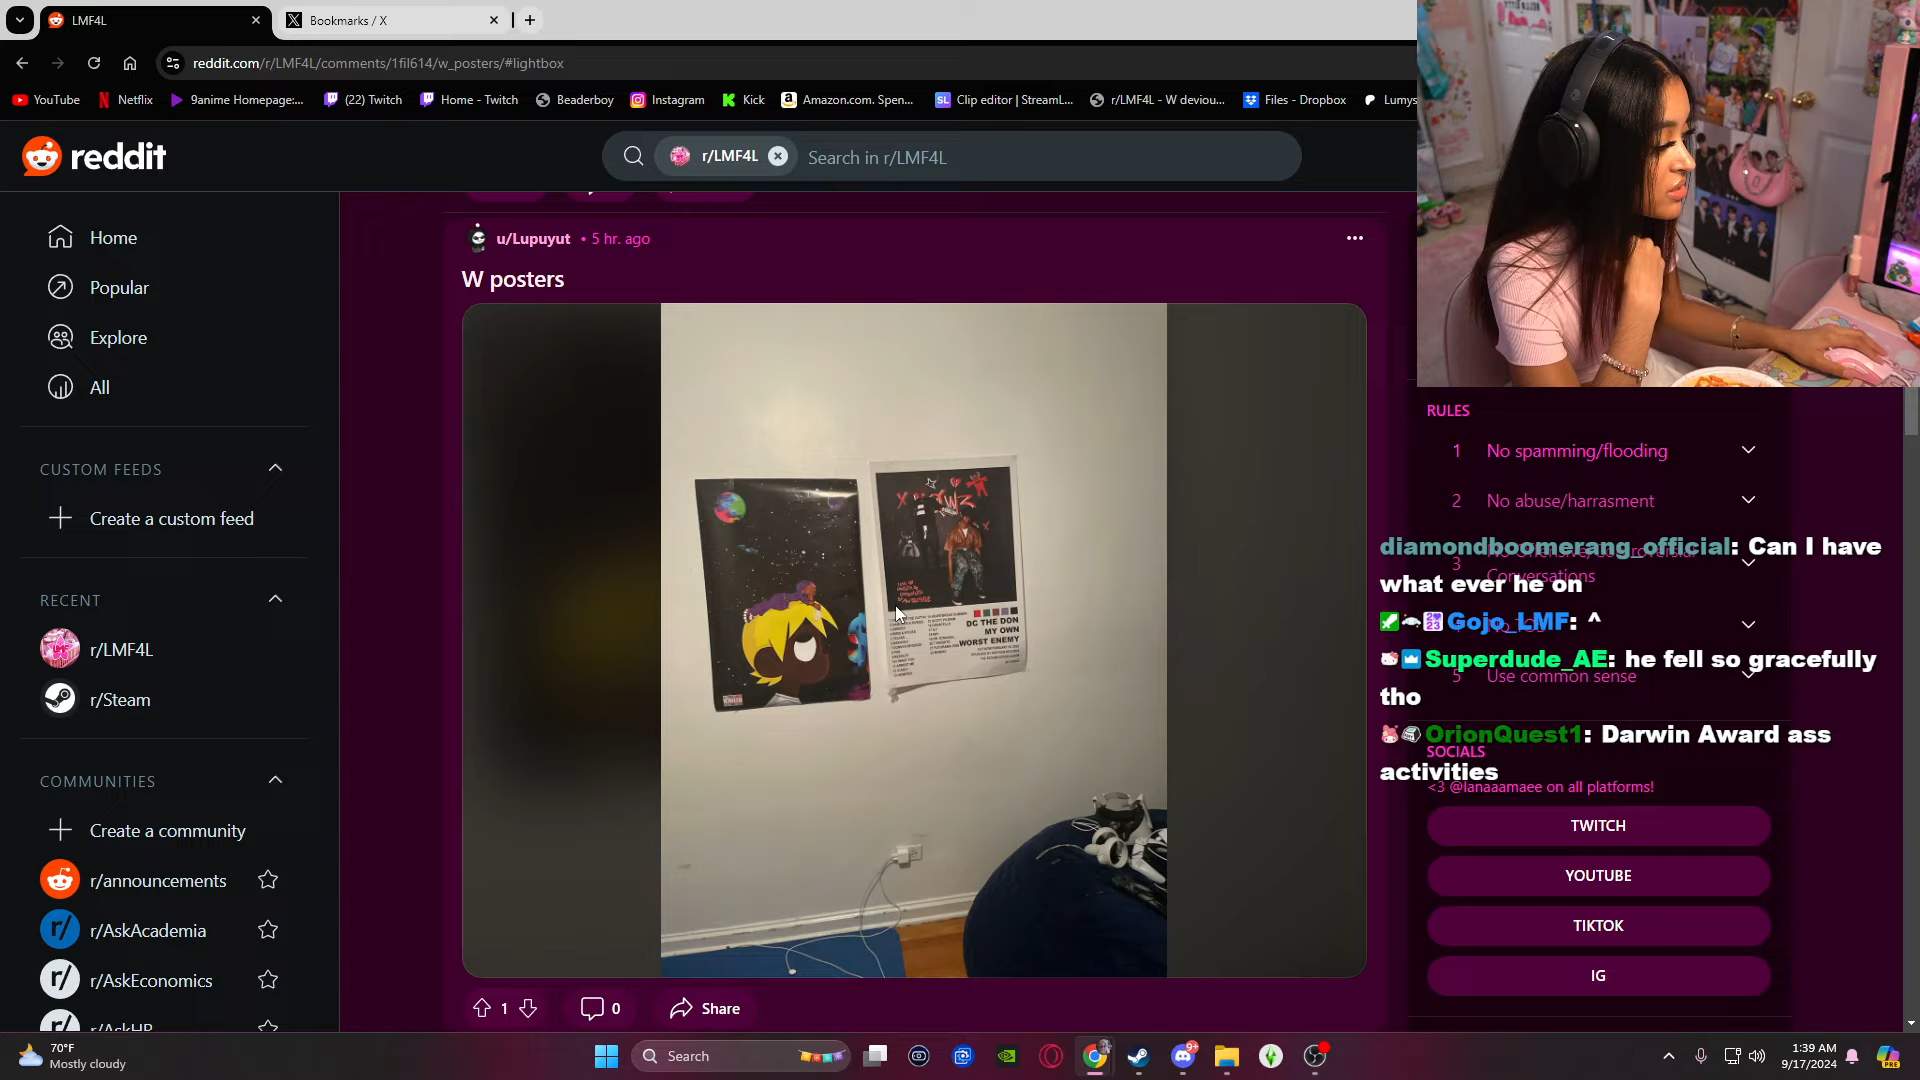 LMF4L
Bookmarks / X
reddit.com/r/LMF4L/comments/1fil614/w_posters/#lightbox
YouTube
Netflix
9anime Homepage:...
(22) Twitch
Home - Twitch
Beaderboy
Instagram
Kick
Amazon.com. Spen...
SL
Clip editor | StreamL...
r/LMF4L - W deviou...
Files - Dropbox
Lumys
reddit
r/LMF4L
Search in r/LMF4L
Home
Popular
Explore
All
CUSTOM FEEDS
Create a custom feed
RECENT
r/LMF4L
r/Steam
COMMUNITIES
Create a community
r/announcements
r/AskAcademia
r/AskEconomics
r/AskHR
u/Lupuyut • 5 hr. ago
W posters
DC THE DON
MY OWN
WORST ENEMY
1
0
Share
RULES
1 No spamming/flooding
2 No abuse/harrasment
3
Conversations
5 Use common sense
diamondboomerang_official: Can I have
what ever he on
Gojo_LMF: ^
Superdude_AE: he fell so gracefully
tho
OrionQuest1: Darwin Award ass
activities
SOCIALS
<3 @lanaaamaee on all platforms!
TWITCH
YOUTUBE
TIKTOK
IG
70°F
Mostly cloudy
Search
9+
1:39 AM
9/17/2024
PRE